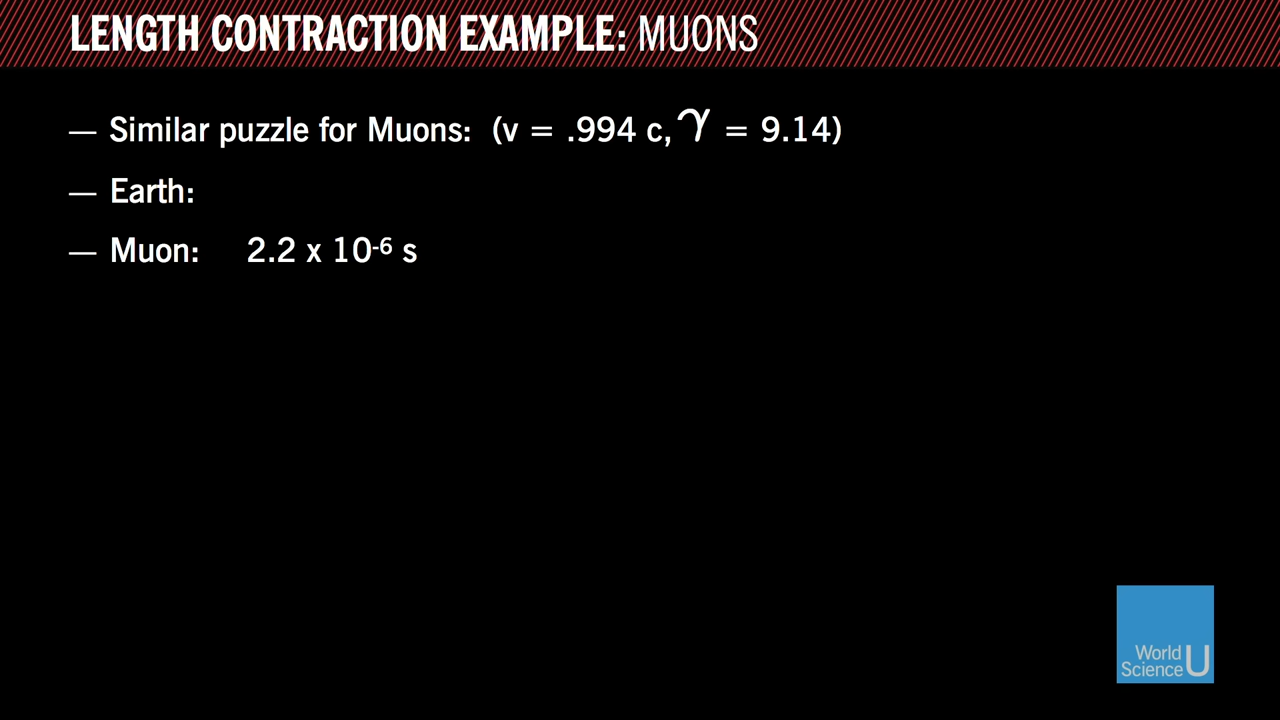 LENGTH CONTRACTION EXAMPLE: MUONS
— Similar puzzle for Muons: (v = .994 c, γ = 9.14)
— Earth:
— Muon: 2.2 x 10⁻⁶ s
World
Science U